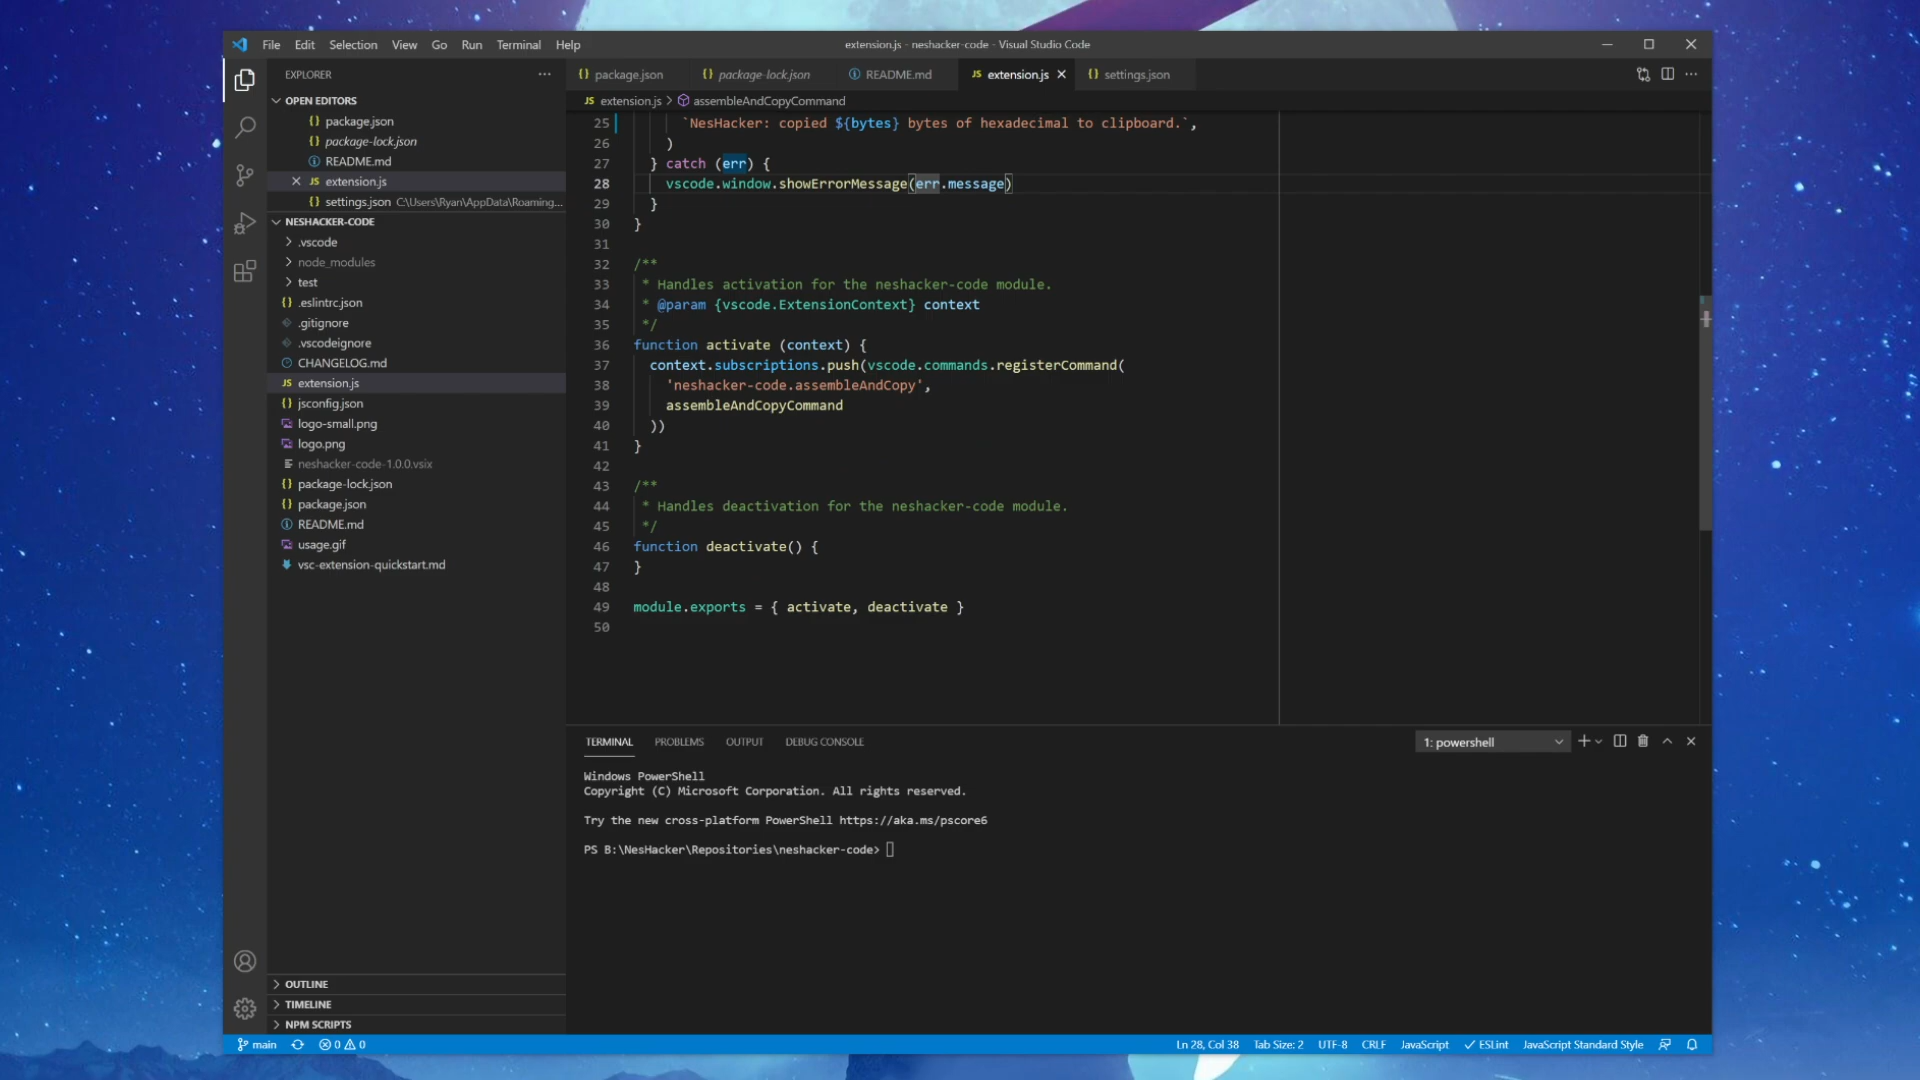 File Edit Selection View Go Run Terminal Help
extension.js - neshacker-code - Visual Studio Code
EXPLORER
OPEN EDITORS
package.json
package-lock.json
README.md
extension.js
settings.json C:\Users\Ryan\AppData\Roaming...
NESHACKER-CODE
.vscode
node_modules
test
.eslintrc.json
.gitignore
.vscodeignore
CHANGELOG.md
extension.js
jsconfig.json
logo-small.png
logo.png
neshacker-code-1.0.0.vsix
package-lock.json
package.json
README.md
usage.gif
vsc-extension-quickstart.md
OUTLINE
TIMELINE
NPM SCRIPTS
package.json package-lock.json README.md JS extension.js settings.json
JS extension.js > assembleAndCopyCommand
25 `NesHacker: copied ${bytes} bytes of hexadecimal to clipboard.`,
26 )
27 } catch (err) {
28 vscode.window.showErrorMessage(err.message)
29 }
30 }
31
32 /**
33 * Handles activation for the neshacker-code module.
34 * @param {vscode.ExtensionContext} context
35 */
36 function activate (context) {
37 context.subscriptions.push(vscode.commands.registerCommand(
38 'neshacker-code.assembleAndCopy',
39 assembleAndCopyCommand
40 ))
41 }
42
43 /**
44 * Handles deactivation for the neshacker-code module.
45 */
46 function deactivate() {
47 }
48
49 module.exports = { activate, deactivate }
50
TERMINAL PROBLEMS OUTPUT DEBUG CONSOLE 1: powershell
Windows PowerShell
Copyright (C) Microsoft Corporation. All rights reserved.
Try the new cross-platform PowerShell https://aka.ms/pscore6
PS B:\NesHacker\Repositories\neshacker-code>
main 0 0 Ln 28, Col 38 Tab Size: 2 UTF-8 CRLF JavaScript ESLint JavaScript Standard Style